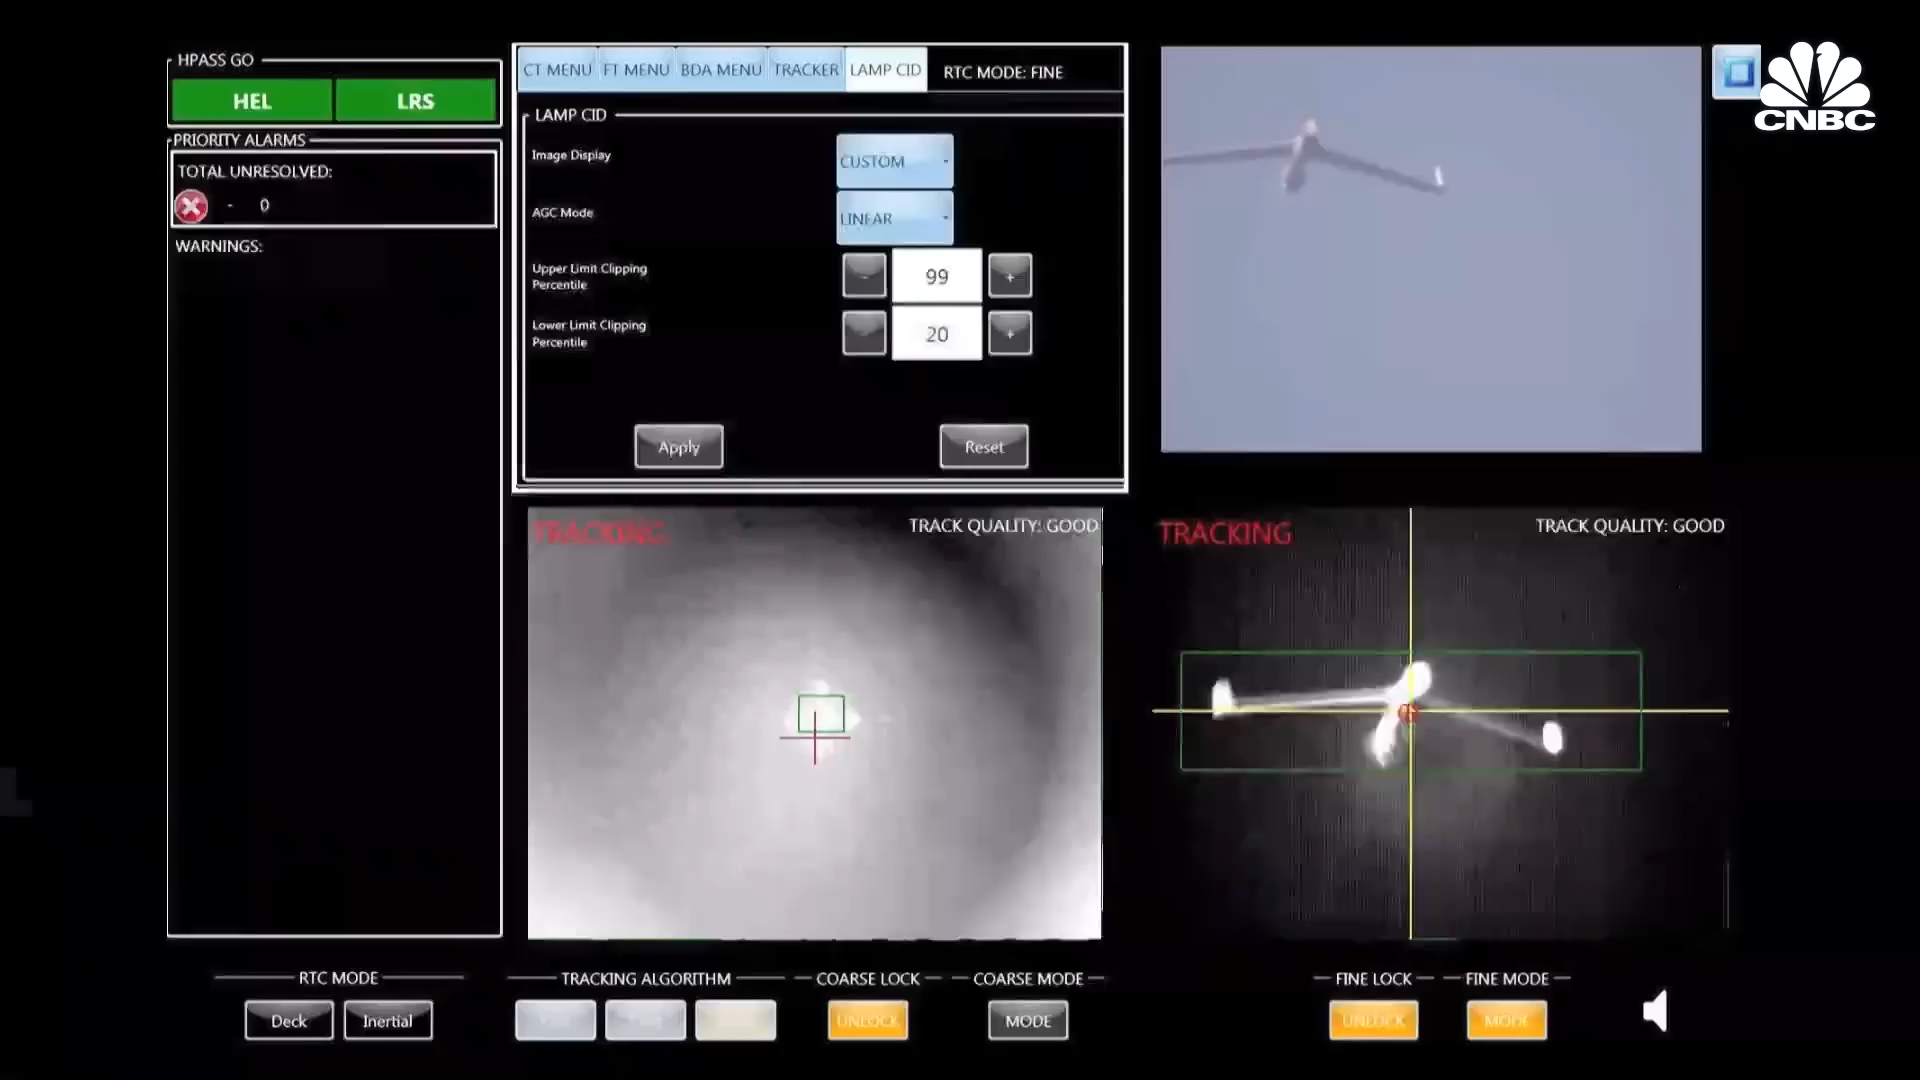 HPASS GO
HEL
LRS
PRIORITY ALARMS
TOTAL UNRESOLVED:
- 0
WARNINGS:
CT MENU
FT MENU
BDA MENU
TRACKER
LAMP CID
RTC MODE: FINE
LAMP CID
Image Display
CUSTOM
AGC Mode
LINEAR
Upper Limit Clipping
Percentile
- 99 +
Lower Limit Clipping
Percentile
20 +
Apply
Reset
CNBC
TRACKING
TRACK QUALITY: GOOD
TRACKING
TRACK QUALITY: GOOD
RTC MODE
Deck
Inertial
TRACKING ALGORITHM
COARSE LOCK
UNLOCK
COARSE MODE
MODE
FINE LOCK
UNLOCK
FINE MODE
MODE